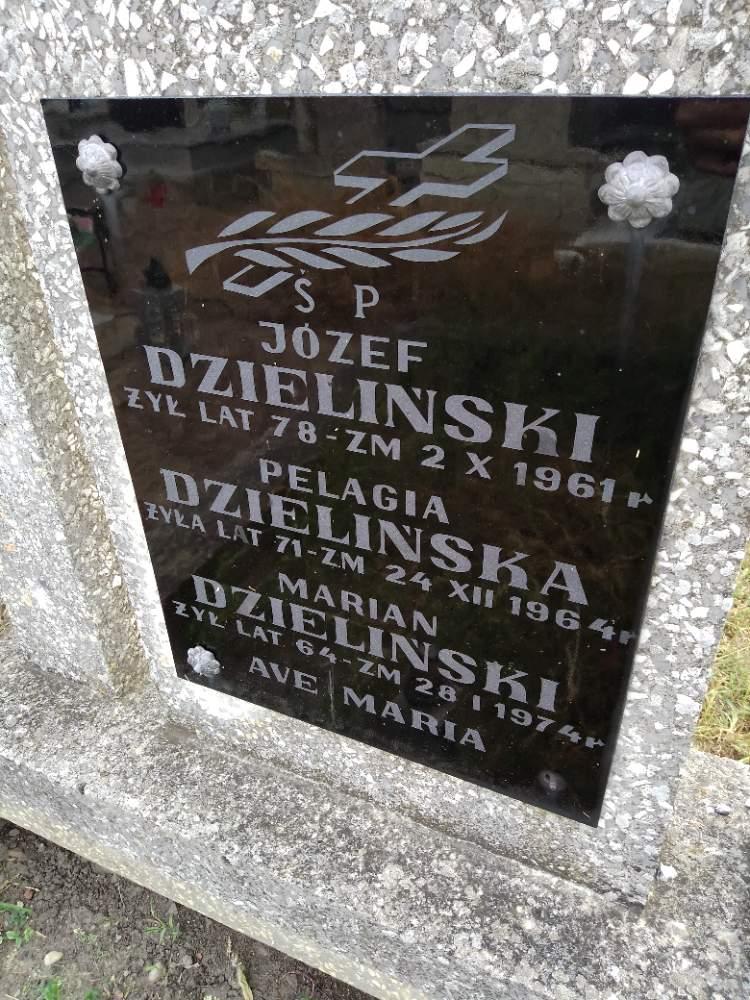 Ś P
JÓZEF
DZIELIŃSKI
ŻYŁ LAT 78 - ZM 2 X 1961 r
PELAGIA
DZIELIŃSKA
ŻYŁA LAT 71 - ZM 24 XII 1964 r
MARIAN
DZIELIŃSKI
ŻYŁ LAT 64 - ZM 28 I 1974 r
AVE MARIA